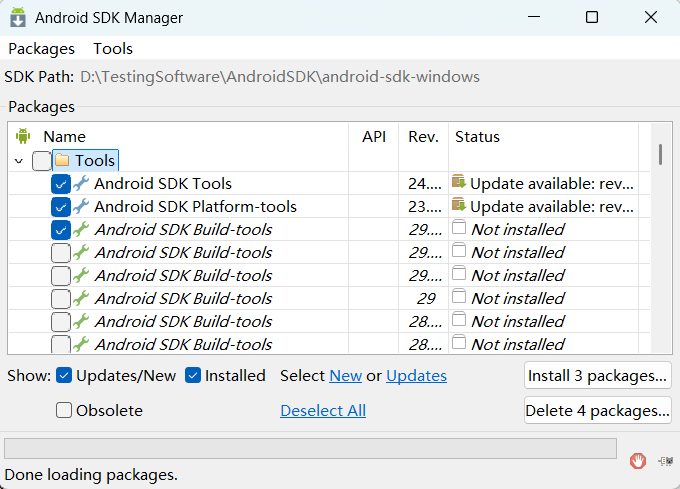 Android SDK Manager
Packages Tools
SDK Path: D:\TestingSoftware\AndroidSDK\android-sdk-windows
Packages
Name API Rev. Status
Tools
Android SDK Tools 24.... Update available: rev...
Android SDK Platform-tools 23.... Update available: rev...
Android SDK Build-tools 29.... Not installed
Android SDK Build-tools 29.... Not installed
Android SDK Build-tools 29.... Not installed
Android SDK Build-tools 29 Not installed
Android SDK Build-tools 28.... Not installed
Android SDK Build-tools 28.... Not installed
Show: Updates/New Installed Select New or Updates Install 3 packages...
Obsolete Deselect All Delete 4 packages...
Done loading packages.